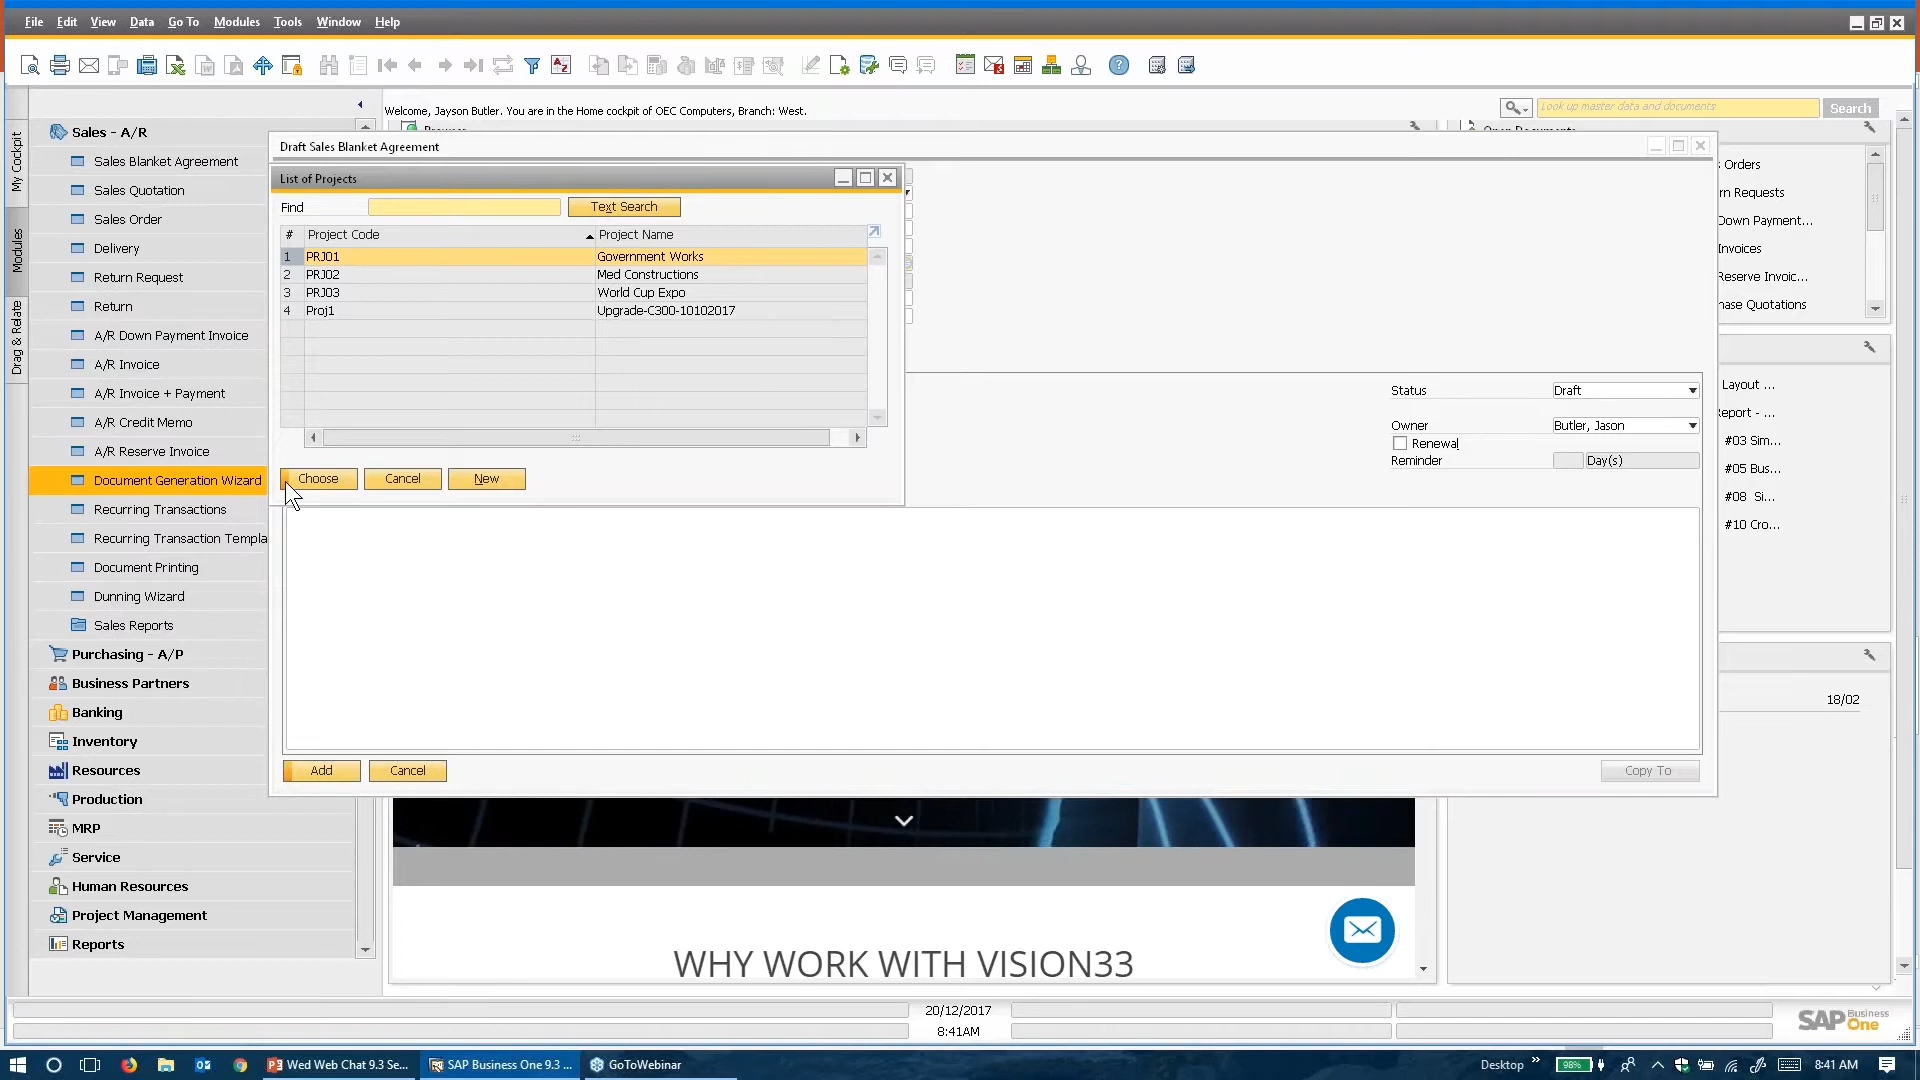 File Edit View Data Go To Modules Tools Window Help
Welcome, Jayson Butler. You are in the Home cockpit of OEC Computers, Branch: West.
Look up master data and documents
Search
My Cockpit
Modules
Drag & Relate
Sales - A/R
Sales Blanket Agreement
Sales Quotation
Sales Order
Delivery
Return Request
Return
A/R Down Payment Invoice
A/R Invoice
A/R Invoice + Payment
A/R Credit Memo
A/R Reserve Invoice
Document Generation Wizard
Recurring Transactions
Recurring Transaction Templa
Document Printing
Dunning Wizard
Sales Reports
Purchasing - A/P
Business Partners
Banking
Inventory
Resources
Production
MRP
Service
Human Resources
Project Management
Reports
Draft Sales Blanket Agreement
List of Projects
Find
Text Search
# Project Code Project Name
1 PRJ01 Government Works
2 PRJ02 Med Constructions
3 PRJ03 World Cup Expo
4 Proj1 Upgrade-C300-10102017
Choose Cancel New
Status Draft
Owner Butler, Jason
Renewal
Reminder Day(s)
Add Cancel Copy To
Orders
rn Requests
Down Payment...
Invoices
Reserve Invoic...
hase Quotations
Layout ...
Report - ...
#03 Sim...
#05 Bus...
#08 Si...
#10 Cro...
18/02
WHY WORK WITH VISION33
20/12/2017
8:41AM
SAP Business One
Wed Web Chat 9.3 Se...
SAP Business One 9.3 ...
GoToWebinar
Desktop
98%
8:41 AM